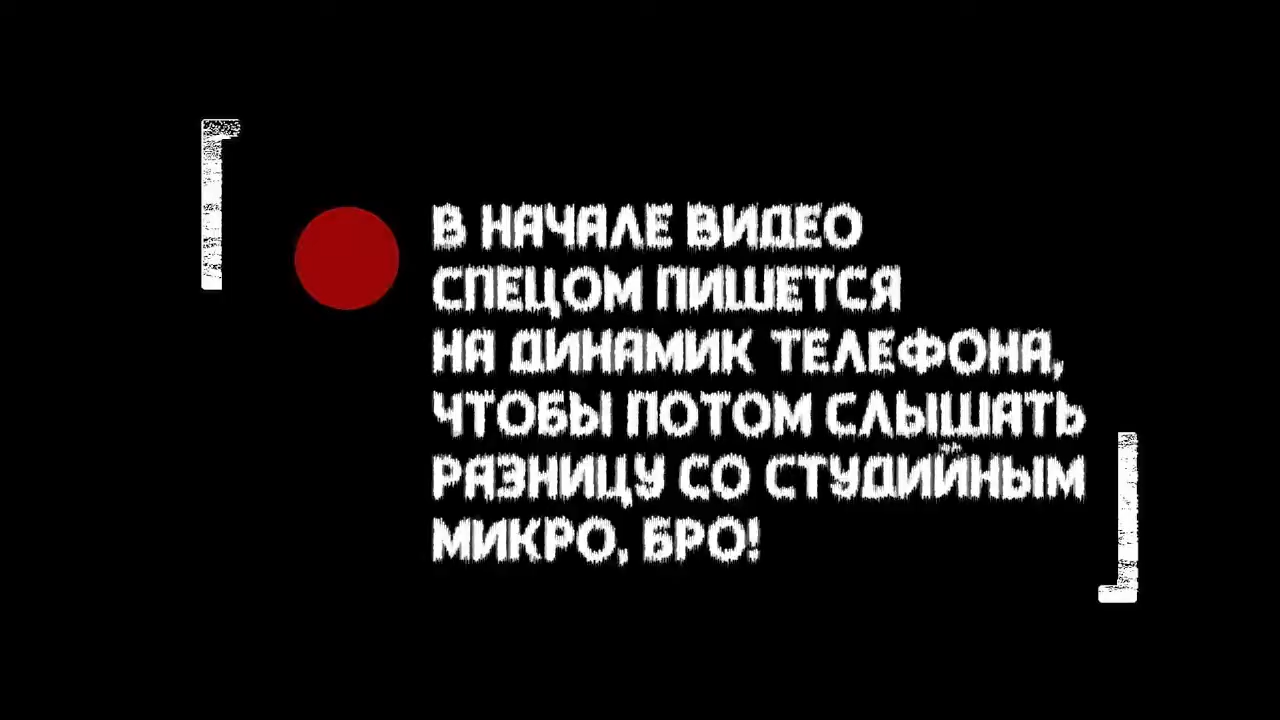 В НАЧАЛЕ ВИДЕО
СПЕЦОМ ПИШЕТСЯ
НА ДИНАМИК ТЕЛЕФОНА,
ЧТОБЫ ПОТОМ СЛЫШАТЬ
РАЗНИЦУ СО СТУДИЙНЫМ
МИКРО, БРО!